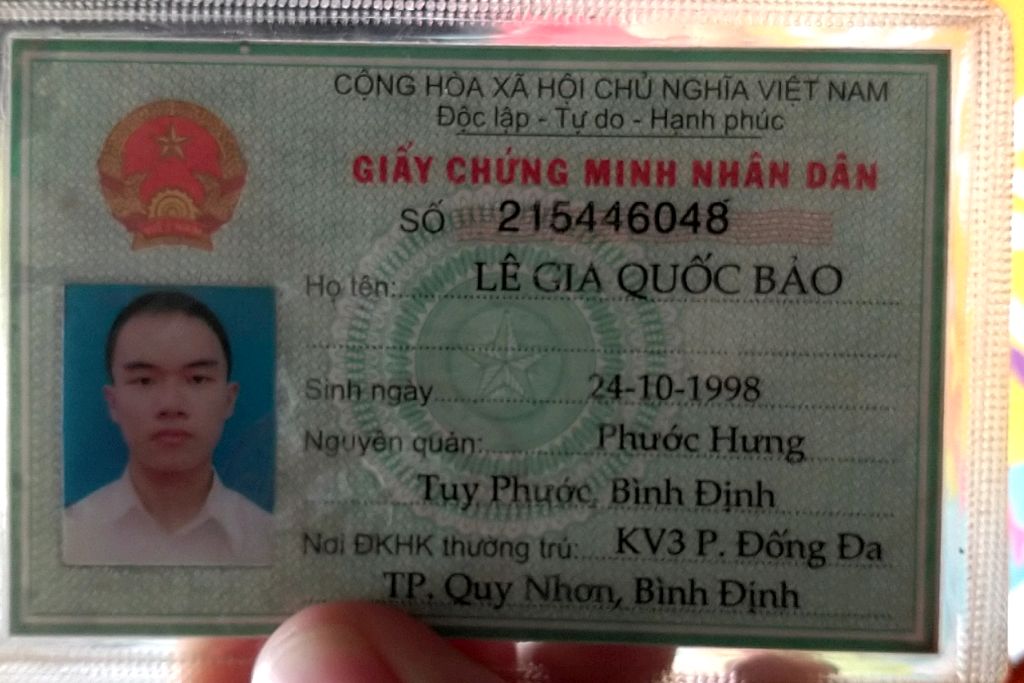 CỘNG HÒA XÃ HỘI CHỦ NGHĨA VIỆT NAM
Độc lập - Tự do - Hạnh phúc
GIẤY CHỨNG MINH NHÂN DÂN
SỐ 215446048
Họ tên: LÊ GIA QUỐC BẢO
Sinh ngày 24-10-1998
Nguyên quán: Phước Hưng
Tuy Phước, Bình Định
Nơi ĐKHK thường trú: KV3 P. Đống Đa
TP. Quy Nhơn, Bình Định